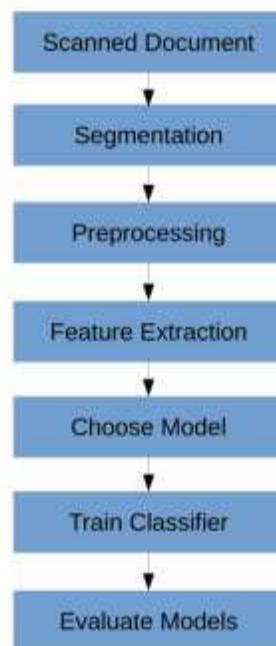 Scanned Document
Segmentation
Preprocessing
Feature Extraction
Choose Model
Train Classifier
Evaluate Models